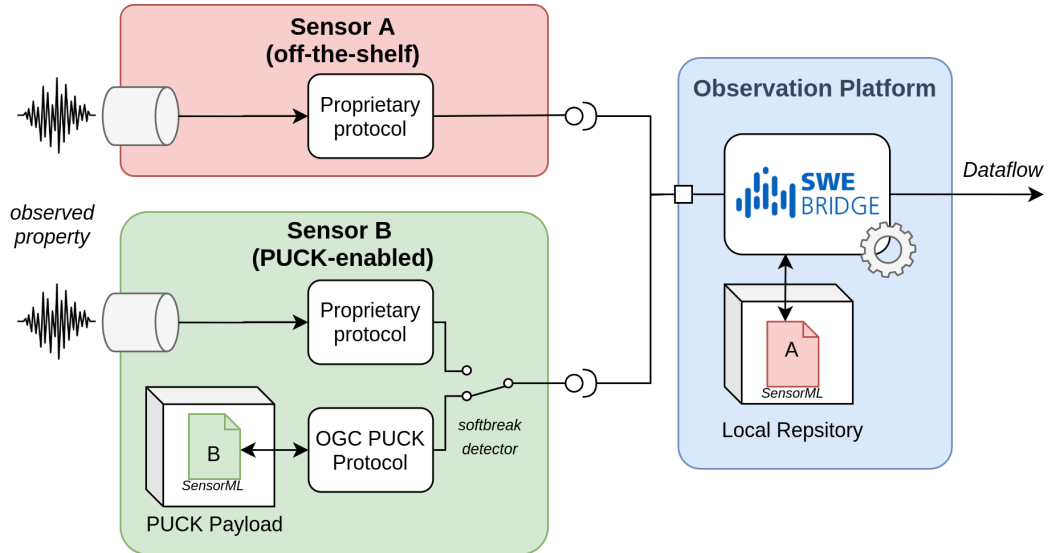 Sensor A
(off-the-shelf)
Proprietary
protocol
Observation Platform
SWE
BRIDGE
Dataflow
observed
property
Sensor B
(PUCK-enabled)
Proprietary
protocol
A
SensorML
Local Repsitory
softbreak
detector
OGC PUCK
Protocol
B
SensorML
PUCK Payload